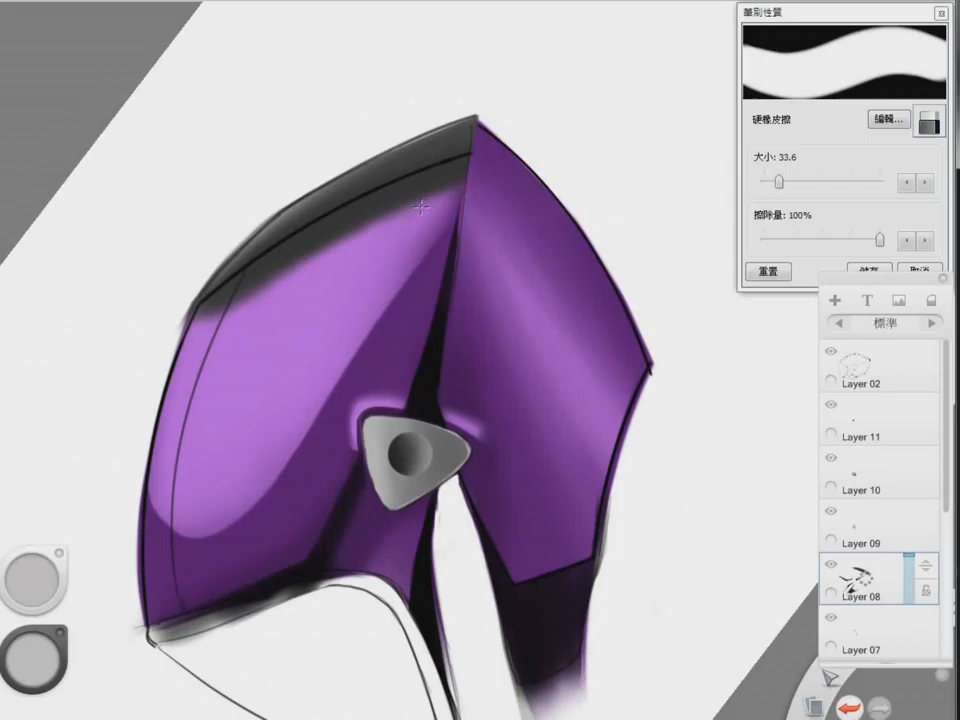 筆刷性質
硬橡皮擦
編輯...
大小: 33.6
擦除量: 100%
重置
儲存
取消
T
標準
Layer 02
Layer 11
Layer 10
Layer 09
Layer 08
Layer 07